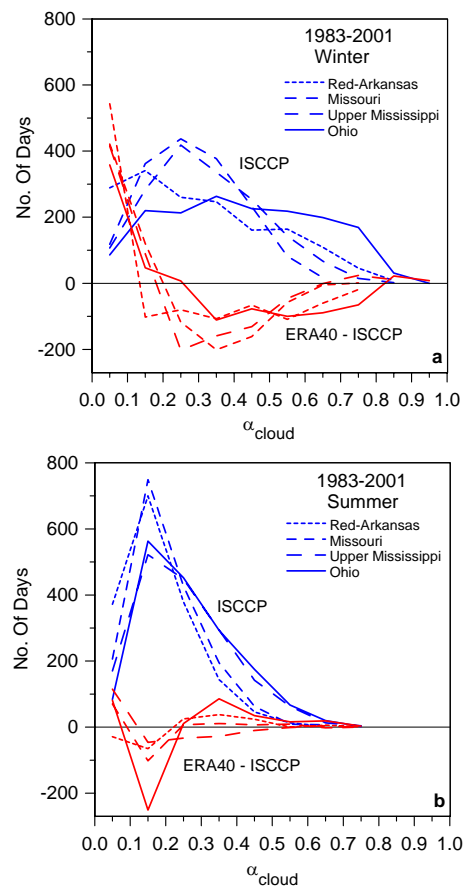 800
1983-2001
Winter
Red-Arkansas
Missouri
Upper Mississippi
Ohio
600
400
200
0
-200
No. Of Days
ISCCP
ERA40 - ISCCP
a
0.0 0.1 0.2 0.3 0.4 0.5 0.6 0.7 0.8 0.9 1.0
αcloud
800
1983-2001
Summer
Red-Arkansas
Missouri
Upper Mississippi
Ohio
600
400
200
0
-200
No. Of Days
ISCCP
ERA40 - ISCCP
b
0.0 0.1 0.2 0.3 0.4 0.5 0.6 0.7 0.8 0.9 1.0
αcloud